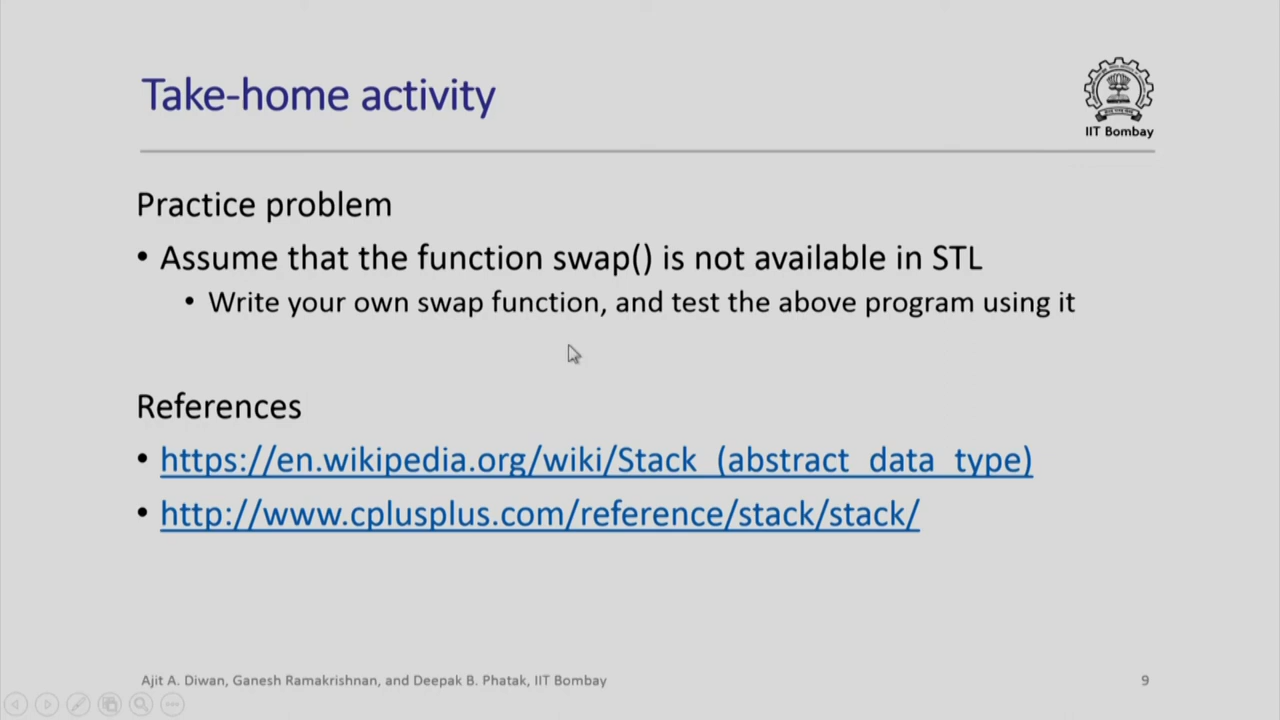 Take-home activity
IIT Bombay
Practice problem
• Assume that the function swap() is not available in STL
• Write your own swap function, and test the above program using it
References
• https://en.wikipedia.org/wiki/Stack_(abstract_data_type)
• http://www.cplusplus.com/reference/stack/stack/
Ajit A. Diwan, Ganesh Ramakrishnan, and Deepak B. Phatak, IIT Bombay
9